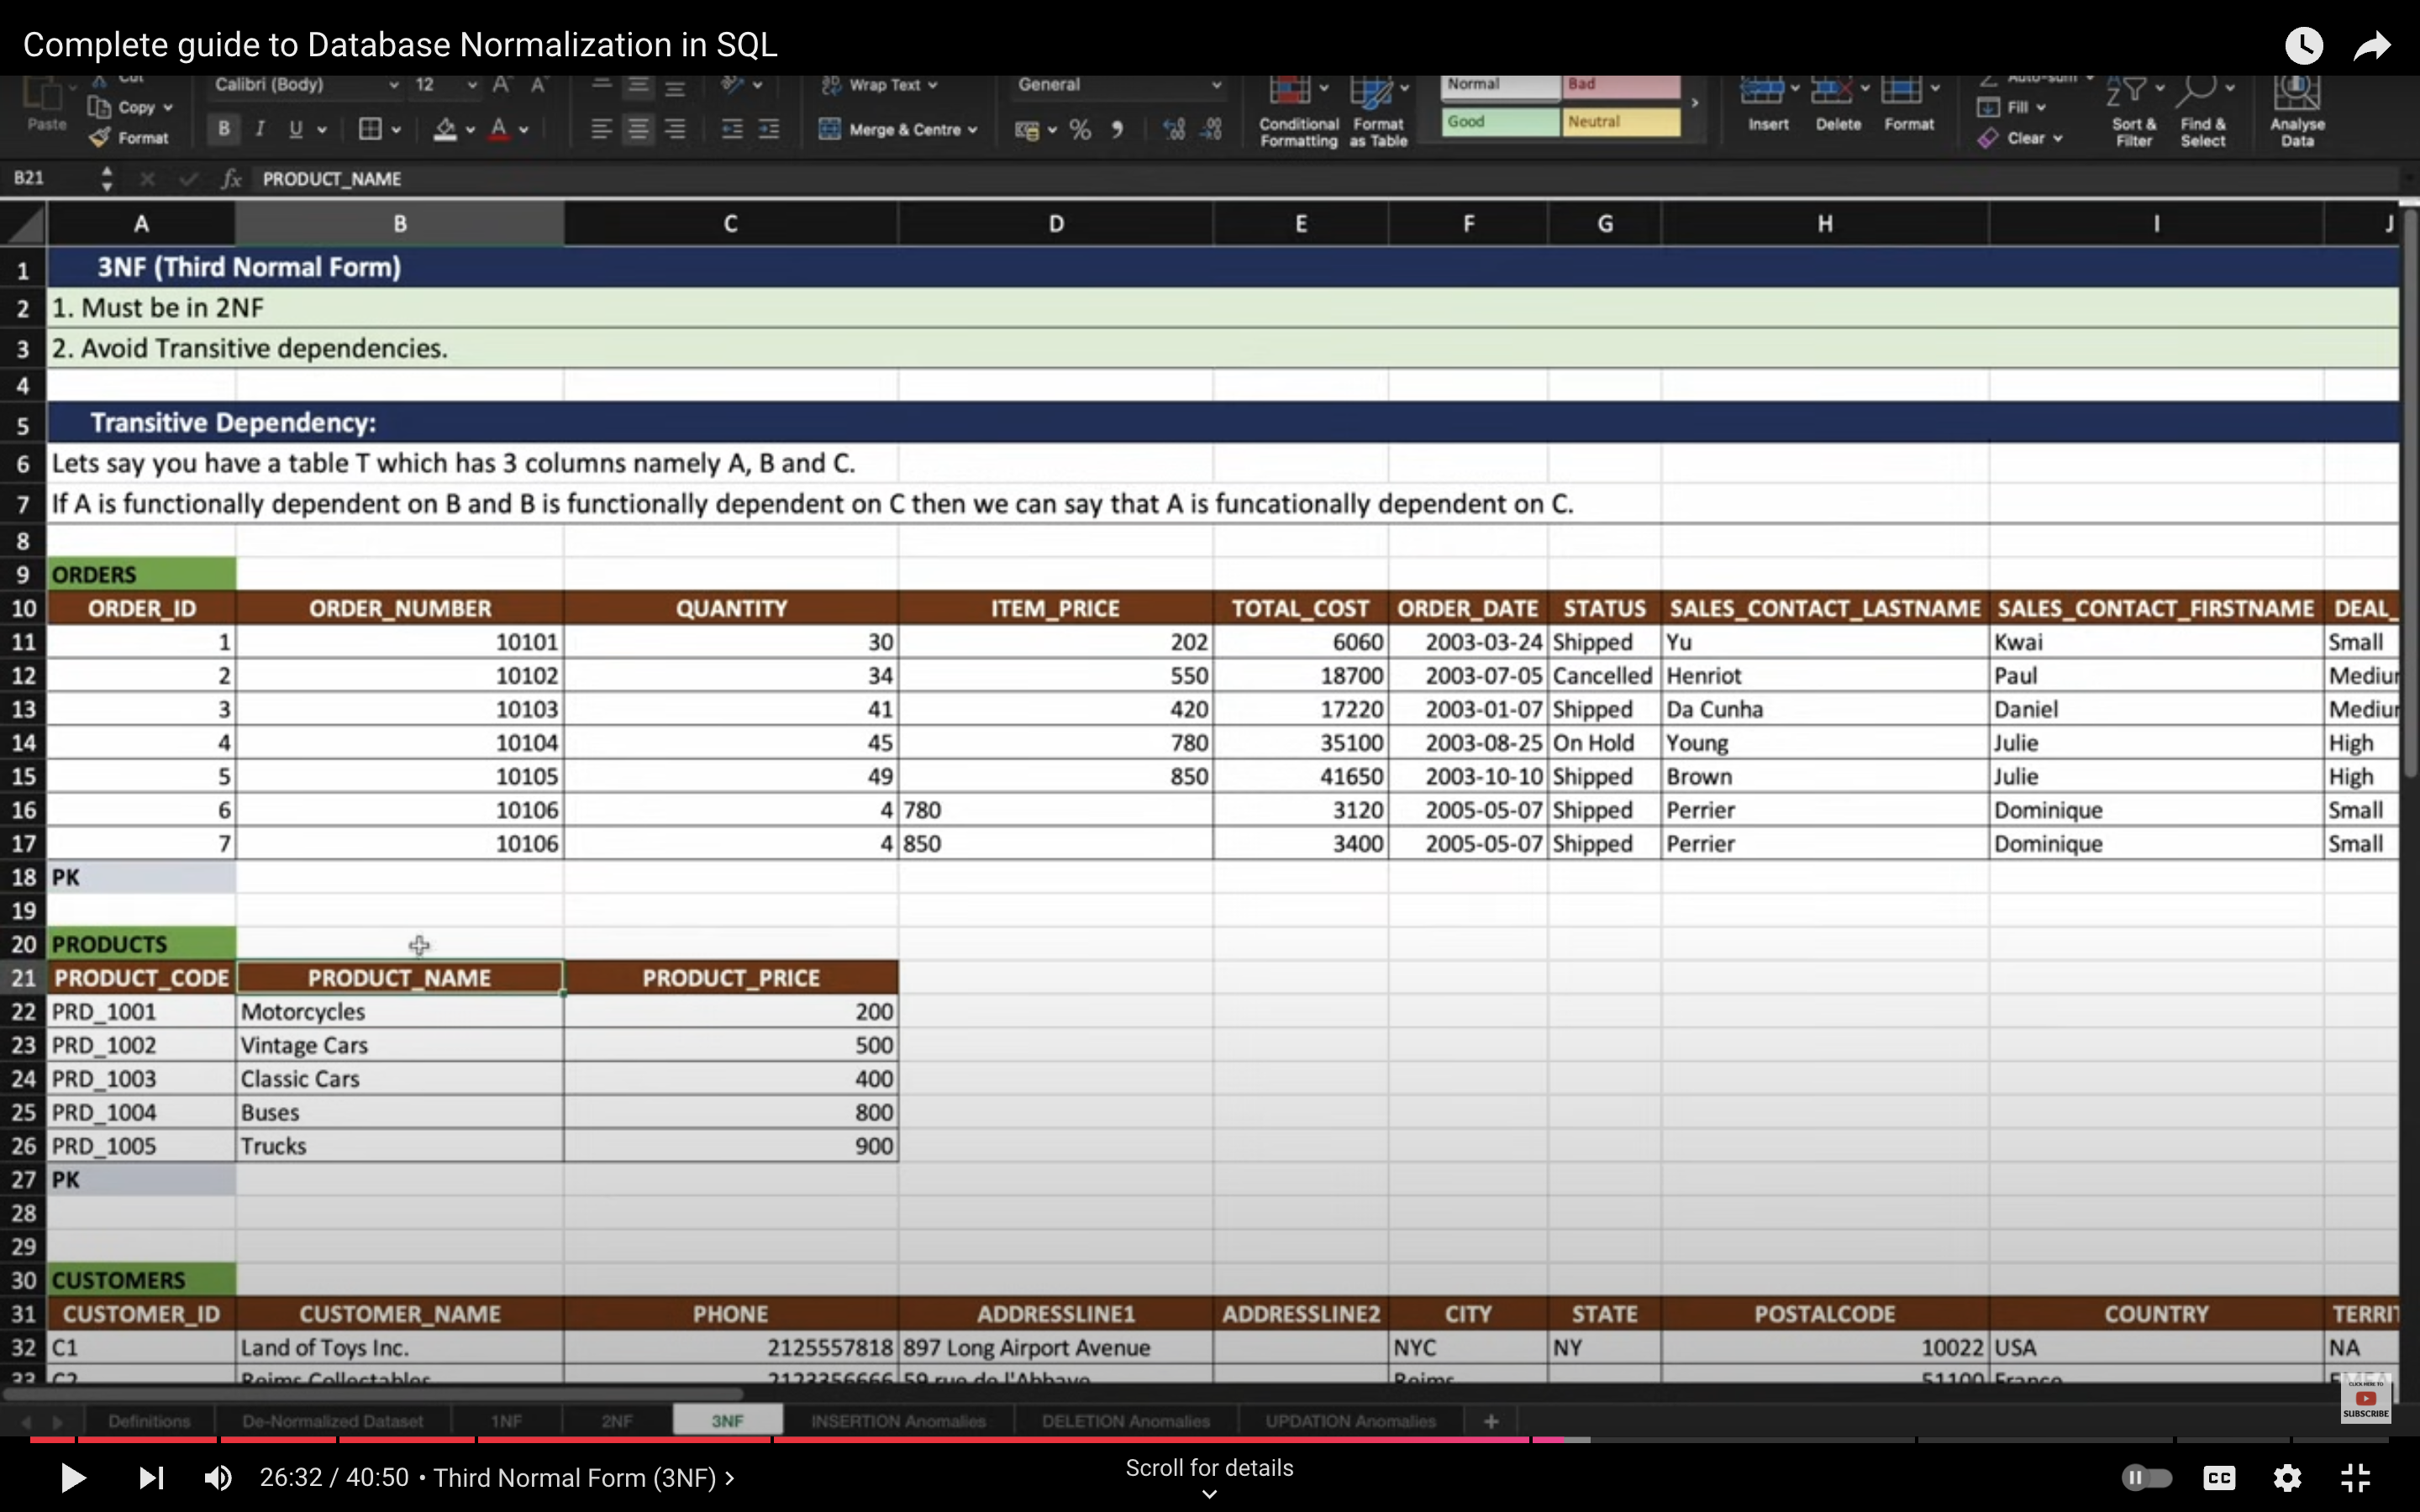 Complete guide to Database Normalization in SQL
Cut Calibri (Body) 12 A A Wrap Text General Normal Bad Auto-sum
Paste Copy Fill
Format B I U Merge & Centre % Conditional Formatting Format as Table Good Neutral Insert Delete Format Clear Sort & Filter Find & Select Analyse Data
B21 fx PRODUCT_NAME
A B C D E F G H I J
1 3NF (Third Normal Form)
2 1. Must be in 2NF
3 2. Avoid Transitive dependencies.
4
5 Transitive Dependency:
6 Lets say you have a table T which has 3 columns namely A, B and C.
7 If A is functionally dependent on B and B is functionally dependent on C then we can say that A is funcationally dependent on C.
8
9 ORDERS
10 ORDER_ID ORDER_NUMBER QUANTITY ITEM_PRICE TOTAL_COST ORDER_DATE STATUS SALES_CONTACT_LASTNAME SALES_CONTACT_FIRSTNAME DEAL_
11 1 10101 30 202 6060 2003-03-24 Shipped Yu Kwai Small
12 2 10102 34 550 18700 2003-07-05 Cancelled Henriot Paul Mediu
13 3 10103 41 420 17220 2003-01-07 Shipped Da Cunha Daniel Mediu
14 4 10104 45 780 35100 2003-08-25 On Hold Young Julie High
15 5 10105 49 850 41650 2003-10-10 Shipped Brown Julie High
16 6 10106 4 780 3120 2005-05-07 Shipped Perrier Dominique Small
17 7 10106 4 850 3400 2005-05-07 Shipped Perrier Dominique Small
18 PK
19
20 PRODUCTS
21 PRODUCT_CODE PRODUCT_NAME PRODUCT_PRICE
22 PRD_1001 Motorcycles 200
23 PRD_1002 Vintage Cars 500
24 PRD_1003 Classic Cars 400
25 PRD_1004 Buses 800
26 PRD_1005 Trucks 900
27 PK
28
29
30 CUSTOMERS
31 CUSTOMER_ID CUSTOMER_NAME PHONE ADDRESSLINE1 ADDRESSLINE2 CITY STATE POSTALCODE COUNTRY TERRI
32 C1 Land of Toys Inc. 2125557818 897 Long Airport Avenue NYC NY 10022 USA NA
33 C2 Reims Collectables 2123356666 59 rue de l'Abbaye Reims 51100 France
CLICK HERE TO
SUBSCRIBE
Definitions De-Normalized Dataset 1NF 2NF 3NF INSERTION Anomalies DELETION Anomalies UPDATION Anomalies +
26:32 / 40:50 • Third Normal Form (3NF) >
Scroll for details
CC